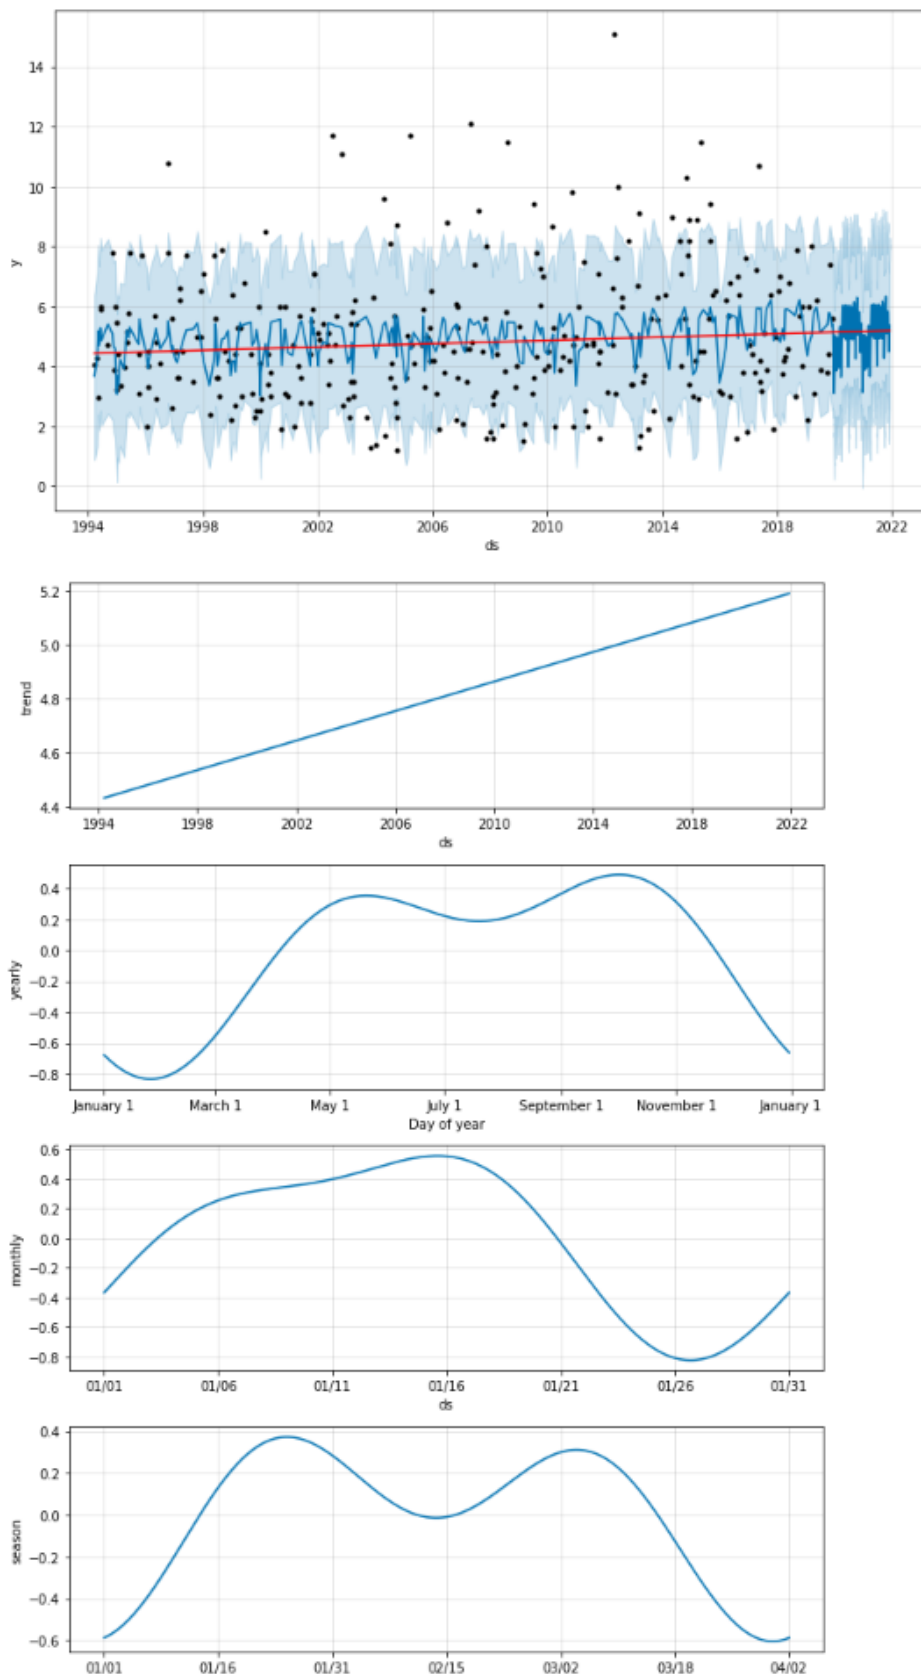 14
12
10
8
y
6
4
2
0
1994 1998 2002 2006 2010 2014 2018 2022
ds
5.2
5.0
trend
4.8
4.6
4.4
1994 1998 2002 2006 2010 2014 2018 2022
ds
0.4
0.2
0.0
yearly
−0.2
−0.4
−0.6
−0.8
January 1 March 1 May 1 July 1 September 1 November 1 January 1
Day of year
0.6
0.4
0.2
0.0
monthly
−0.2
−0.4
−0.6
−0.8
01/01 01/06 01/11 01/16 01/21 01/26 01/31
ds
0.4
0.2
0.0
season
−0.2
−0.4
−0.6
01/01 01/16 01/31 02/15 03/02 03/18 04/02